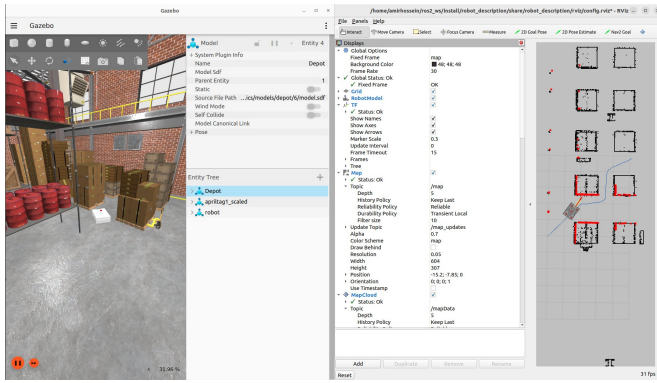 Gazebo
Gazebo
Model
Entity 4
System Plugin Info
Name Depot
Model Sdf
Parent Entity 1
Static
Source File Path ...ics/models/depot/6/model.sdf
Wind Mode
Self Collide
Model Canonical Link
Pose
Entity Tree
Depot
apriltag1_scaled
robot
/home/amirhessein/ros2_ws/install/robot_description/share/robot_description/rviz/config.rviz* - RViz
File Panels Help
Interact Move Camera Select Focus Camera Measure 2D Goal Pose 2D Pose Estimate Nav2 Goal
Displays
Global Options
Fixed Frame map
Background Color 48; 48; 48
Frame Rate 30
Global Status: Ok
Fixed Frame OK
Grid
RobotModel
TF
Status: Ok
Show Names
Show Axes
Show Arrows
Marker Scale 0.3
Update Interval 0
Frame Timeout 15
Frames
Tree
Map
Status: Ok
Topic /map
Depth 5
History Policy Keep Last
Reliability Policy Reliable
Durability Policy Transient Local
Filter size 10
Update Topic /map_updates
Alpha 0.7
Color Scheme map
Draw Behind
Resolution 0.05
Width 604
Height 307
Position -15.2; -7.85; 0
Orientation 0; 0; 0; 1
Use Timestamp
MapCloud
Status: Ok
Topic /mapData
Depth 5
History Policy Keep Last
Add Duplicate Remove Rename
Reset
31 fps